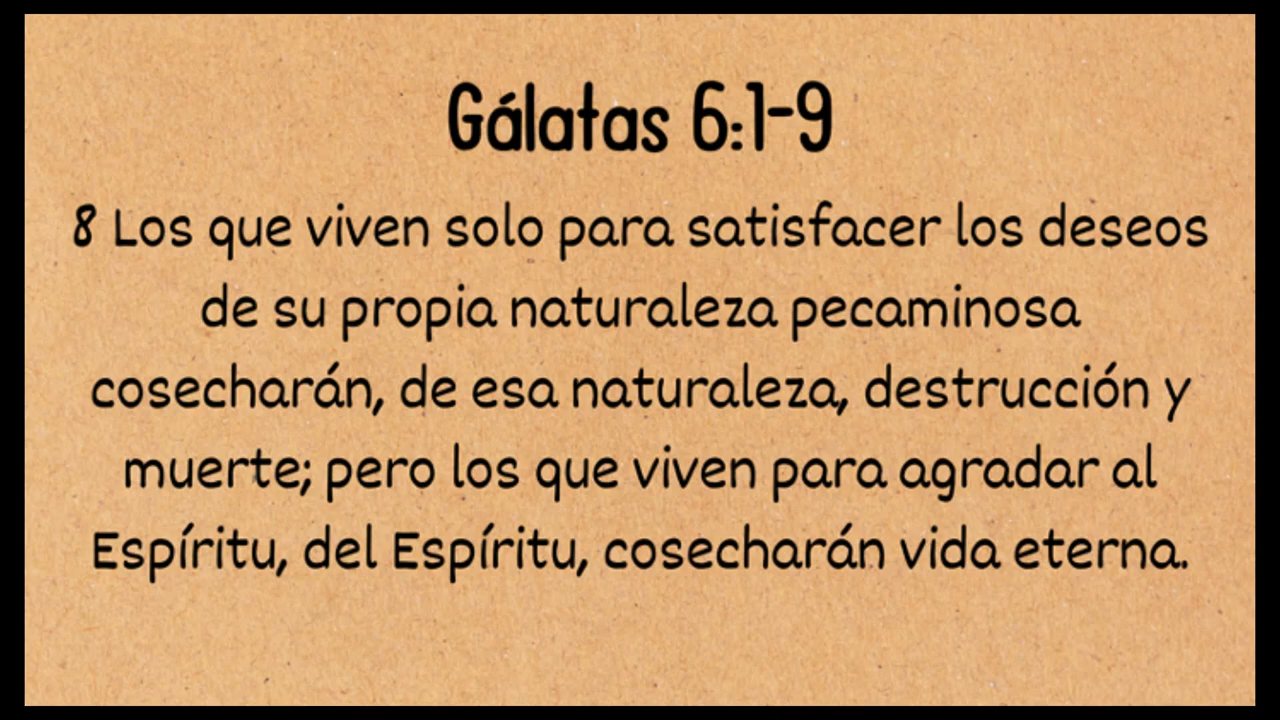 Gálatas 6:1-9
8 Los que viven solo para satisfacer los deseos
de su propia naturaleza pecaminosa
cosecharán, de esa naturaleza, destrucción y
muerte; pero los que viven para agradar al
Espíritu, del Espíritu, cosecharán vida eterna.